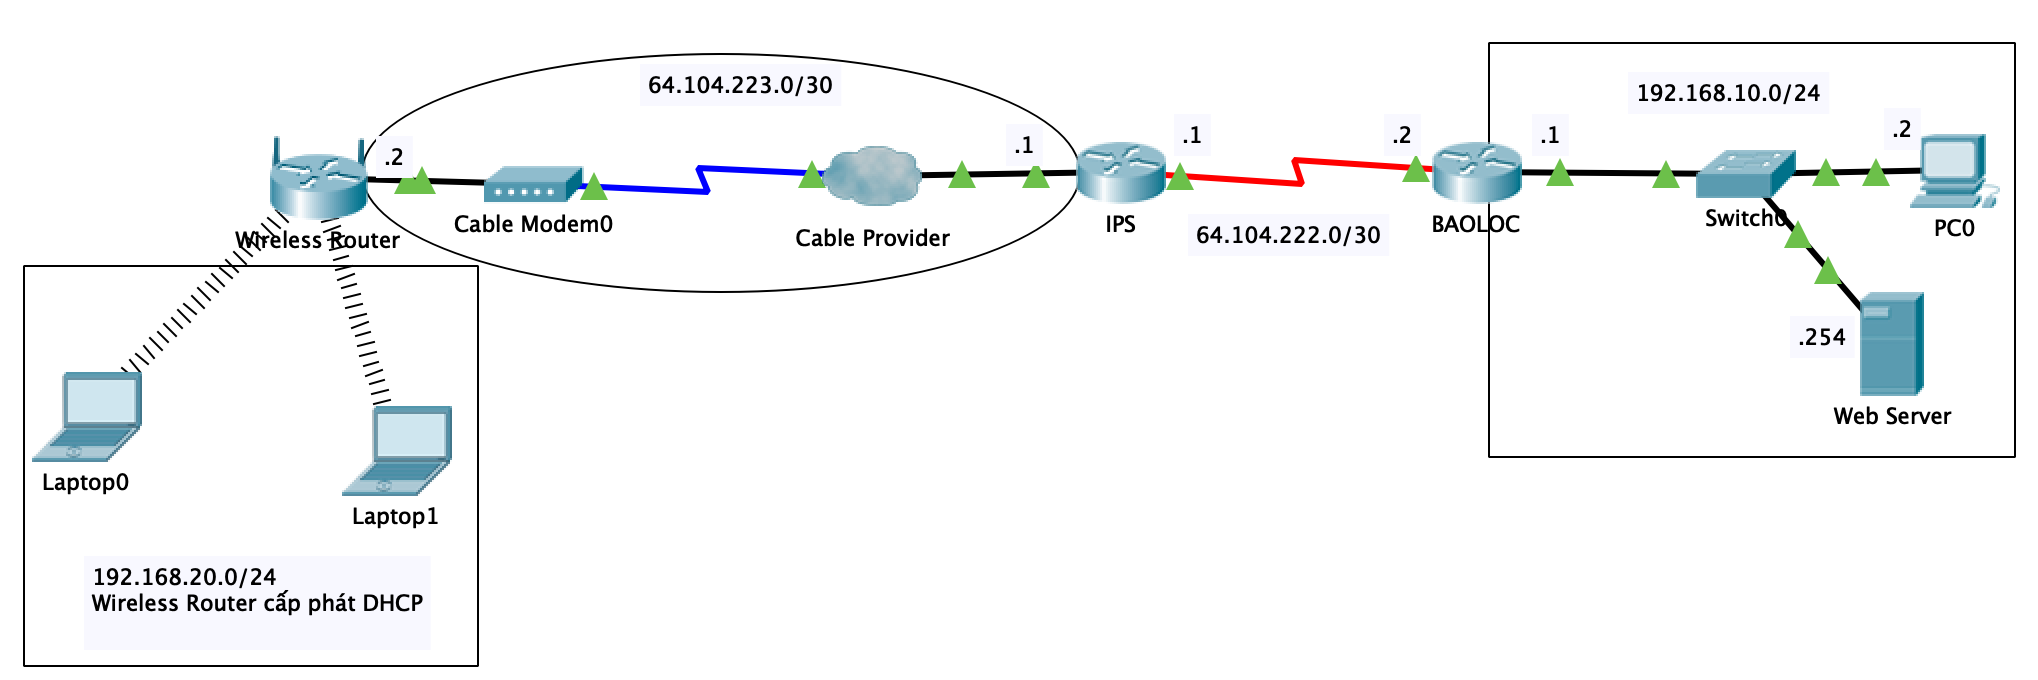 64.104.223.0/30
192.168.10.0/24
.2
.1
.1
.2
.1
.2
Wireless Router
Cable Modem0
Cable Provider
IPS
64.104.222.0/30
BAOLOC
Switch0
PC0
.254
Web Server
Laptop0
Laptop1
192.168.20.0/24
Wireless Router cấp phát DHCP